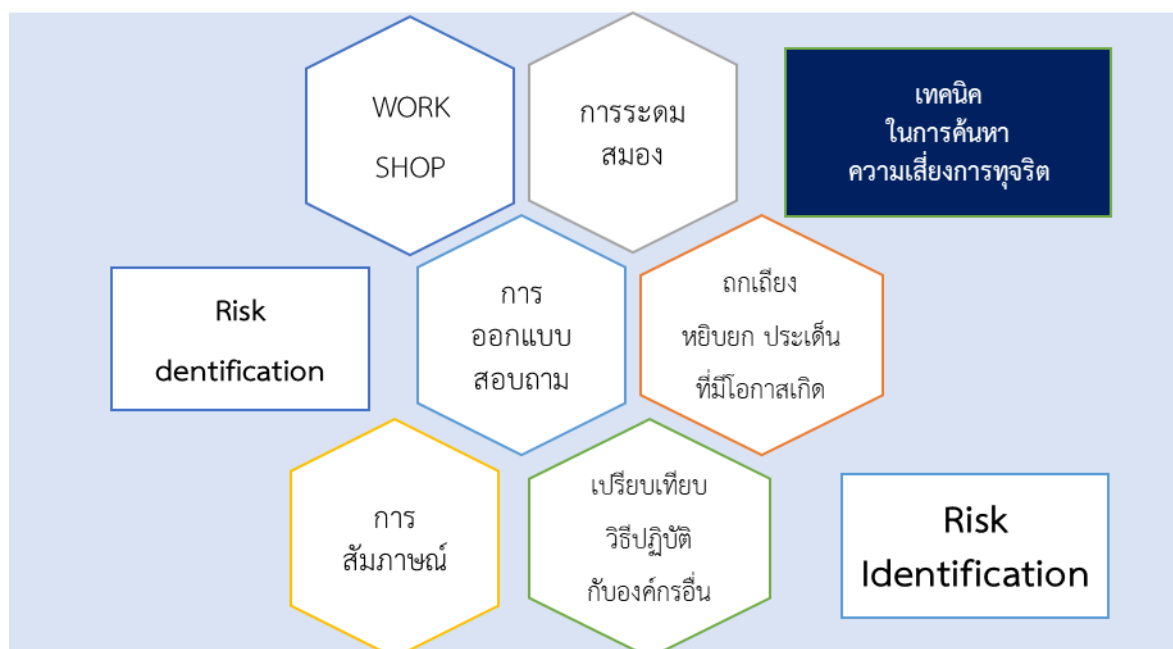 WORK
SHOP
การระดม
สมอง
เทคนิค
ในการค้นหา
ความเสี่ยงการทุจริต
Risk
dentification
การ
ออกแบบ
สอบถาม
ถกเถียง
หยิบยก ประเด็น
ที่มีโอกาสเกิด
การ
สัมภาษณ์
เปรียบเทียบ
วิธีปฏิบัติ
กับองค์กรอื่น
Risk
Identification